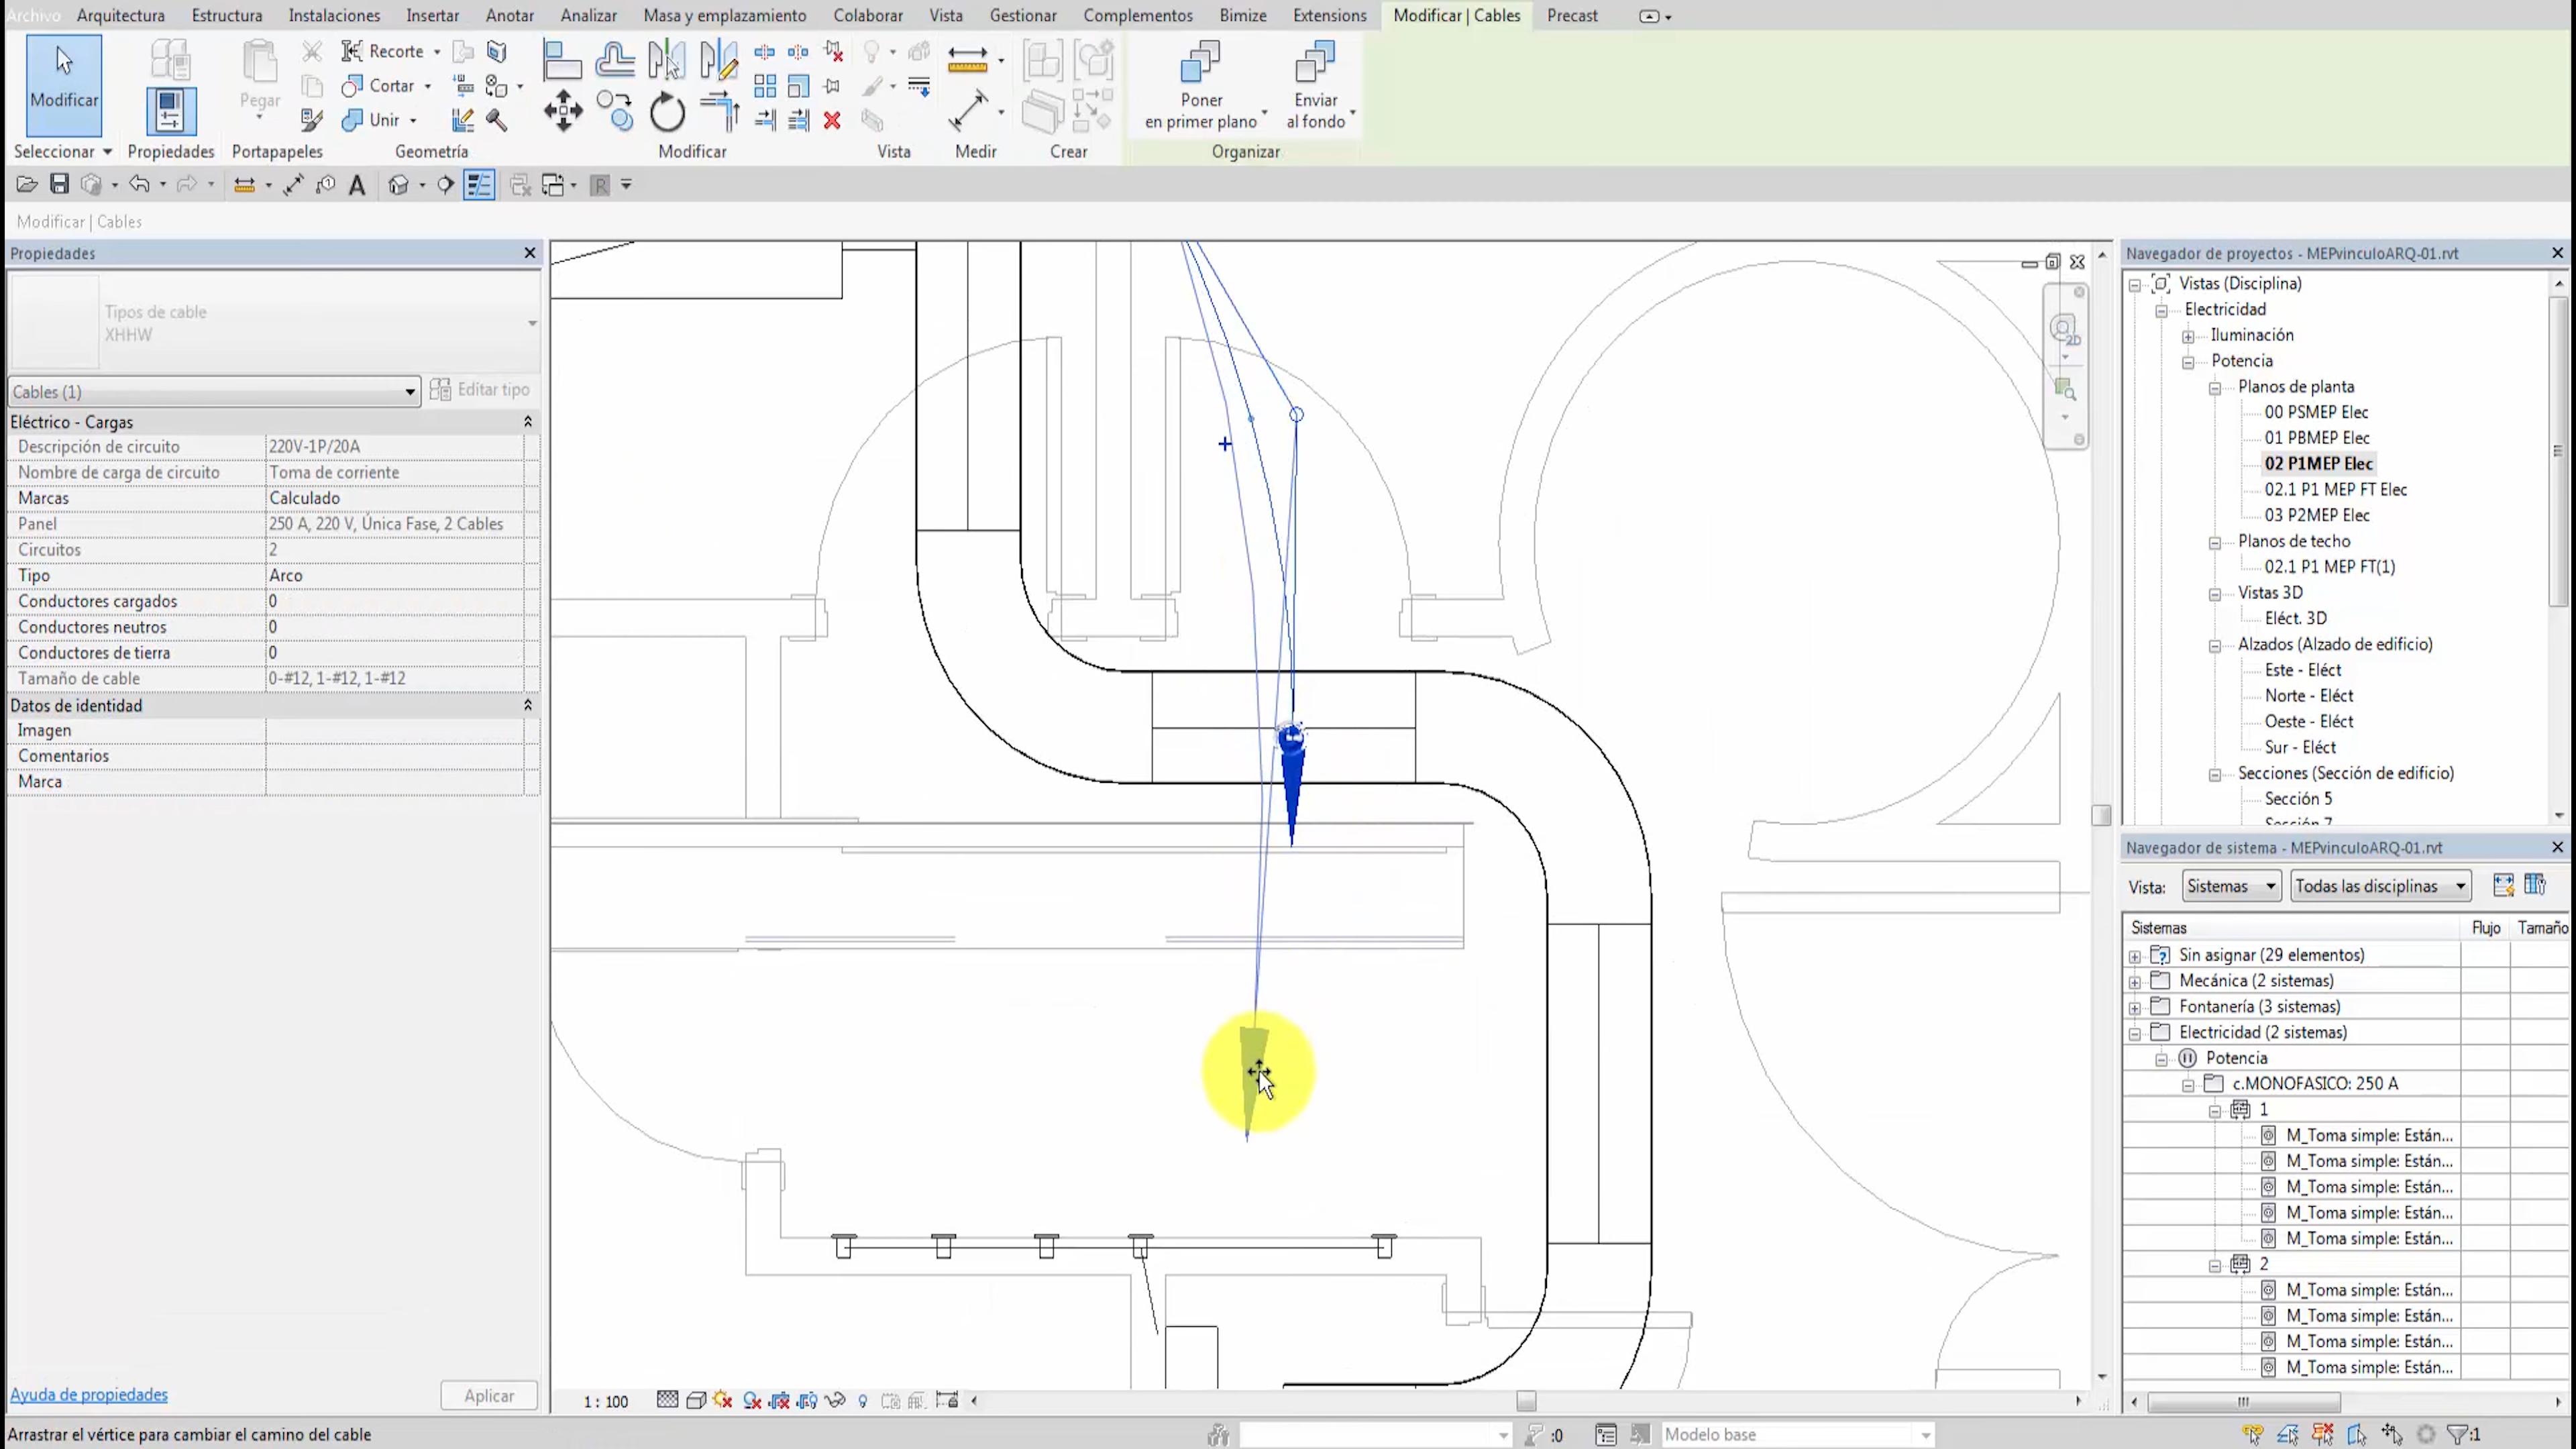 Archivo Arquitectura Estructura Instalaciones Insertar Anotar Analizar Masa y emplazamiento Colaborar Vista Gestionar Complementos Bimize Extensions Modificar | Cables Precast
Modificar
Pegar
Recorte
Cortar
Unir
Poner
en primer plano
Enviar
al fondo
Seleccionar Propiedades Portapapeles Geometría Modificar Vista Medir Crear Organizar
Modificar | Cables
Propiedades
Tipos de cable
XHHW
Cables (1)
Editar tipo
Eléctrico - Cargas
Descripción de circuito 220V-1P/20A
Nombre de carga de circuito Toma de corriente
Marcas Calculado
Panel 250 A, 220 V, Única Fase, 2 Cables
Circuitos 2
Tipo Arco
Conductores cargados 0
Conductores neutros 0
Conductores de tierra 0
Tamaño de cable 0-#12, 1-#12, 1-#12
Datos de identidad
Imagen
Comentarios
Marca
Ayuda de propiedades
Aplicar
2D
1 : 100
Navegador de proyectos - MEPvinculoARQ-01.rvt
Vistas (Disciplina)
Electricidad
Iluminación
Potencia
Planos de planta
00 PSMEP Elec
01 PBMEP Elec
02 P1MEP Elec
02.1 P1 MEP FT Elec
03 P2MEP Elec
Planos de techo
02.1 P1 MEP FT(1)
Vistas 3D
Eléct. 3D
Alzados (Alzado de edificio)
Este - Eléct
Norte - Eléct
Oeste - Eléct
Sur - Eléct
Secciones (Sección de edificio)
Sección 5
Sección 7
Navegador de sistema - MEPvinculoARQ-01.rvt
Vista: Sistemas Todas las disciplinas
Sistemas Flujo Tamaño
Sin asignar (29 elementos)
Mecánica (2 sistemas)
Fontanería (3 sistemas)
Electricidad (2 sistemas)
Potencia
c.MONOFASICO: 250 A
1
M_Toma simple: Están...
M_Toma simple: Están...
M_Toma simple: Están...
M_Toma simple: Están...
M_Toma simple: Están...
2
M_Toma simple: Están...
M_Toma simple: Están...
M_Toma simple: Están...
M_Toma simple: Están...
Arrastrar el vértice para cambiar el camino del cable
:0
Modelo base
:1